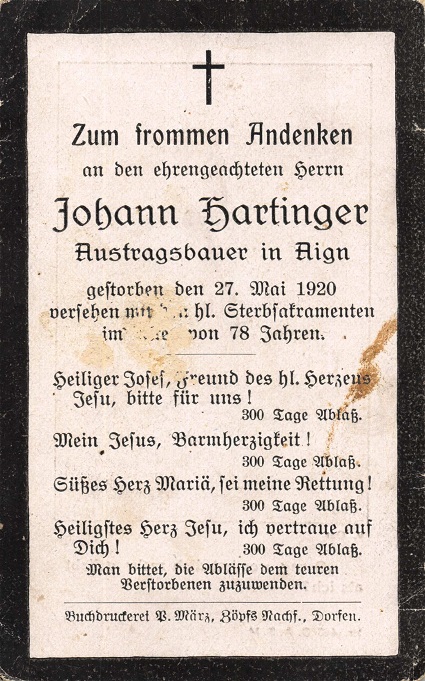 Zum frommen Andenken
an den ehrengeachteten Herrn
Johann Hartinger
Austragsbauer in Aign
gestorben den 27. Mai 1920
versehen mit den hl. Sterbsakramenten
im von 78 Jahren.
Heiliger Josef, Freund des hl. Herzens
Jesu, bitte für uns!
300 Tage Ablaß.
Mein Jesus, Barmherzigkeit!
300 Tage Ablaß.
Süßes Herz Mariä, sei meine Rettung!
300 Tage Ablaß.
Heiligstes Herz Jesu, ich vertraue auf
Dich! 300 Tage Ablaß.
Man bittet, die Ablässe dem teuren
Verstorbenen zuzuwenden.
Buchdruckerei P. März, Zöpfs Nachf., Dorfen.